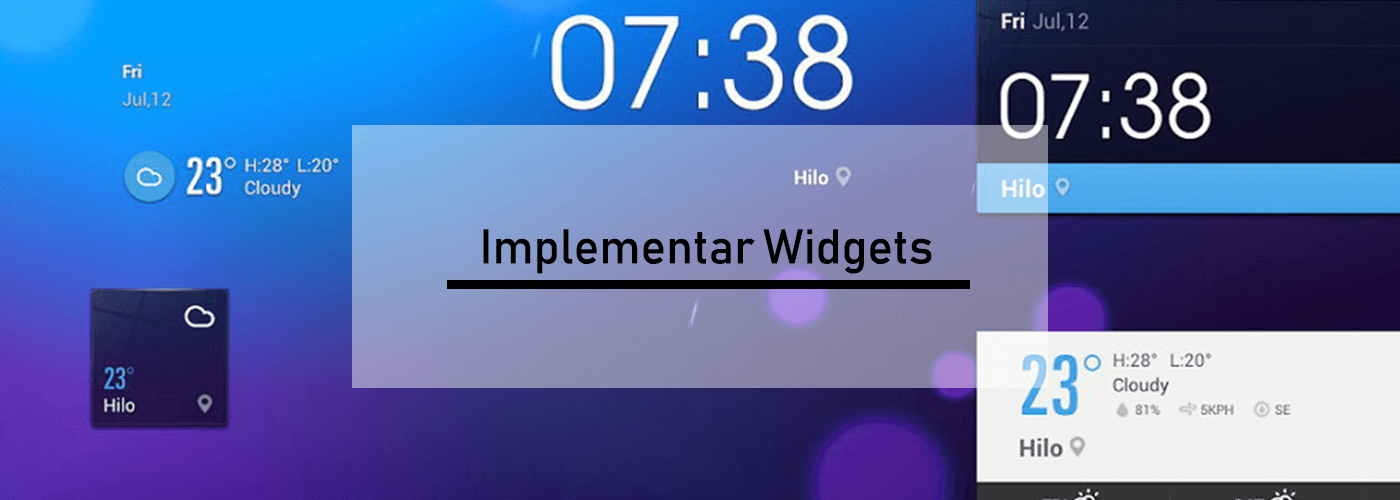 Fri
Jul,12
23° H:28° L:20°
Cloudy
23°
Hilo
07:38
Hilo
Implementar Widgets
Fri Jul,12
07:38
Hilo
23° H:28° L:20°
Cloudy
81% 5KPH SE
Hilo